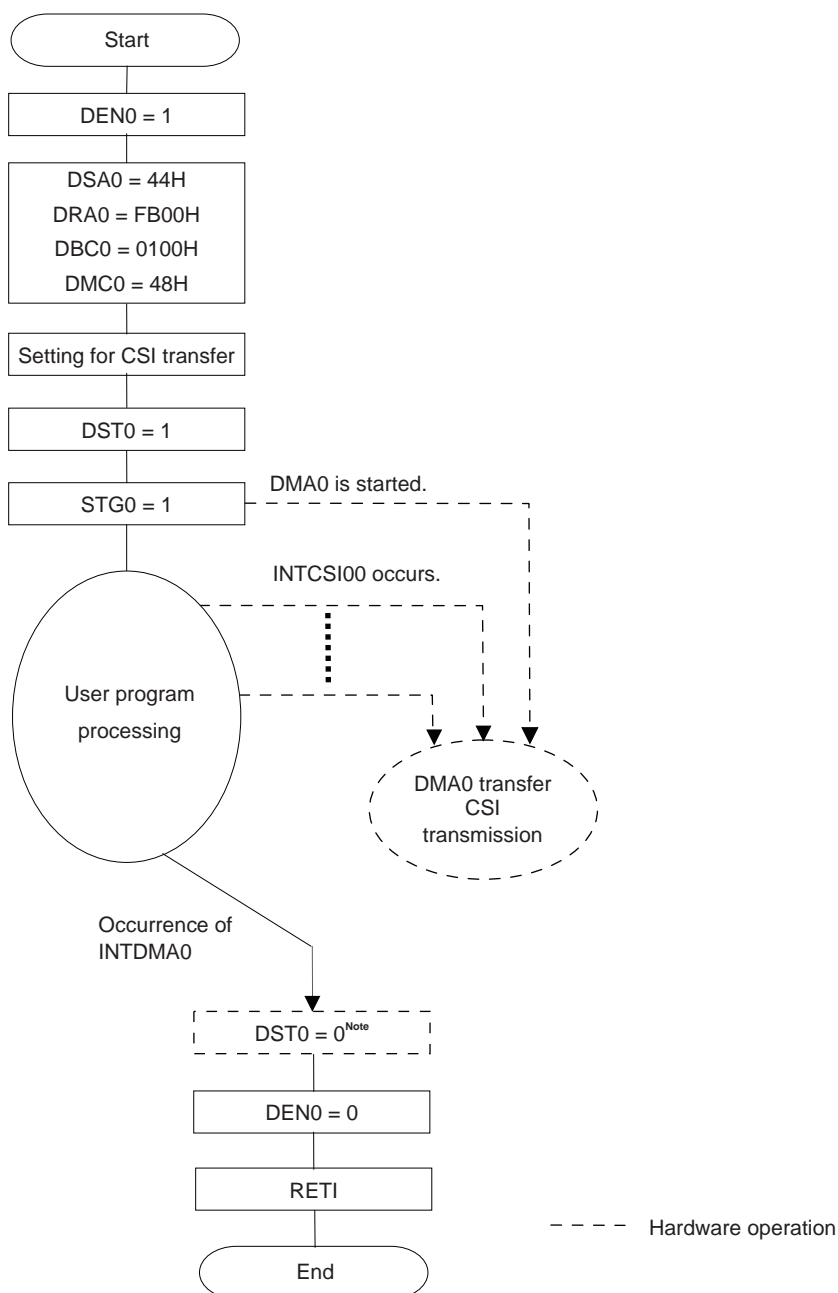 Start
DEN0 = 1
DSA0 = 44H
DRA0 = FB00H
DBC0 = 0100H
DMC0 = 48H
Setting for CSI transfer
DST0 = 1
STG0 = 1
DMA0 is started.
INTCSI00 occurs.
User program
processing
DMA0 transfer
CSI
transmission
Occurrence of
INTDMA0
DST0 = 0Note
DEN0 = 0
RETI
Hardware operation
End